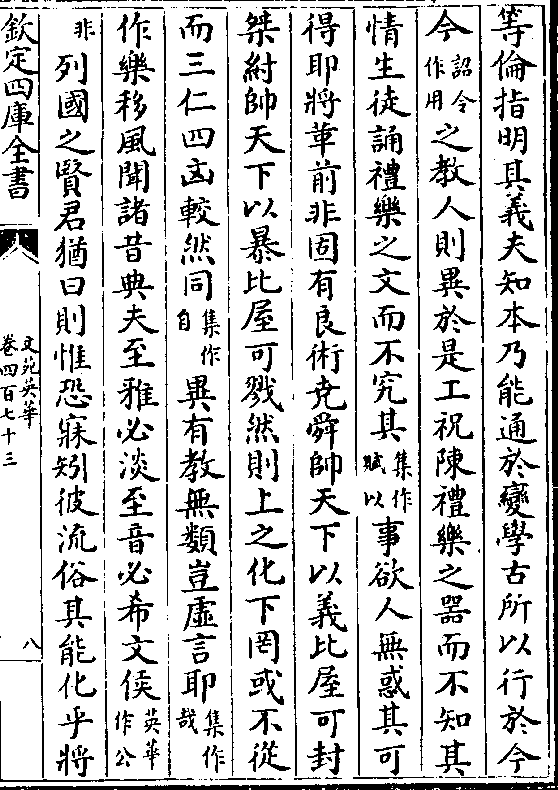 等倫指明其義夫知本乃能通於變學古所以行於今
今詔令作用之教人則異於是工祝陳禮樂之器而不知其
情生徒誦禮樂之文而不究其集作賦以事欲人無惑其可
得即將革前非固有良術堯舜帥天下以義比屋可封
桀紂帥天下以暴比屋可戮然則上之化下罔或不從
而三仁四凶較然同集作自異有教無類豈虛言耶集作哉
作樂移風聞諸昔典夫至雅必淡至音必希文侯英華作公
非列國之賢君猶曰則惟恐寐矧彼流俗其能化乎將
欽定四庫全書
文苑英華
卷四百七十三
八